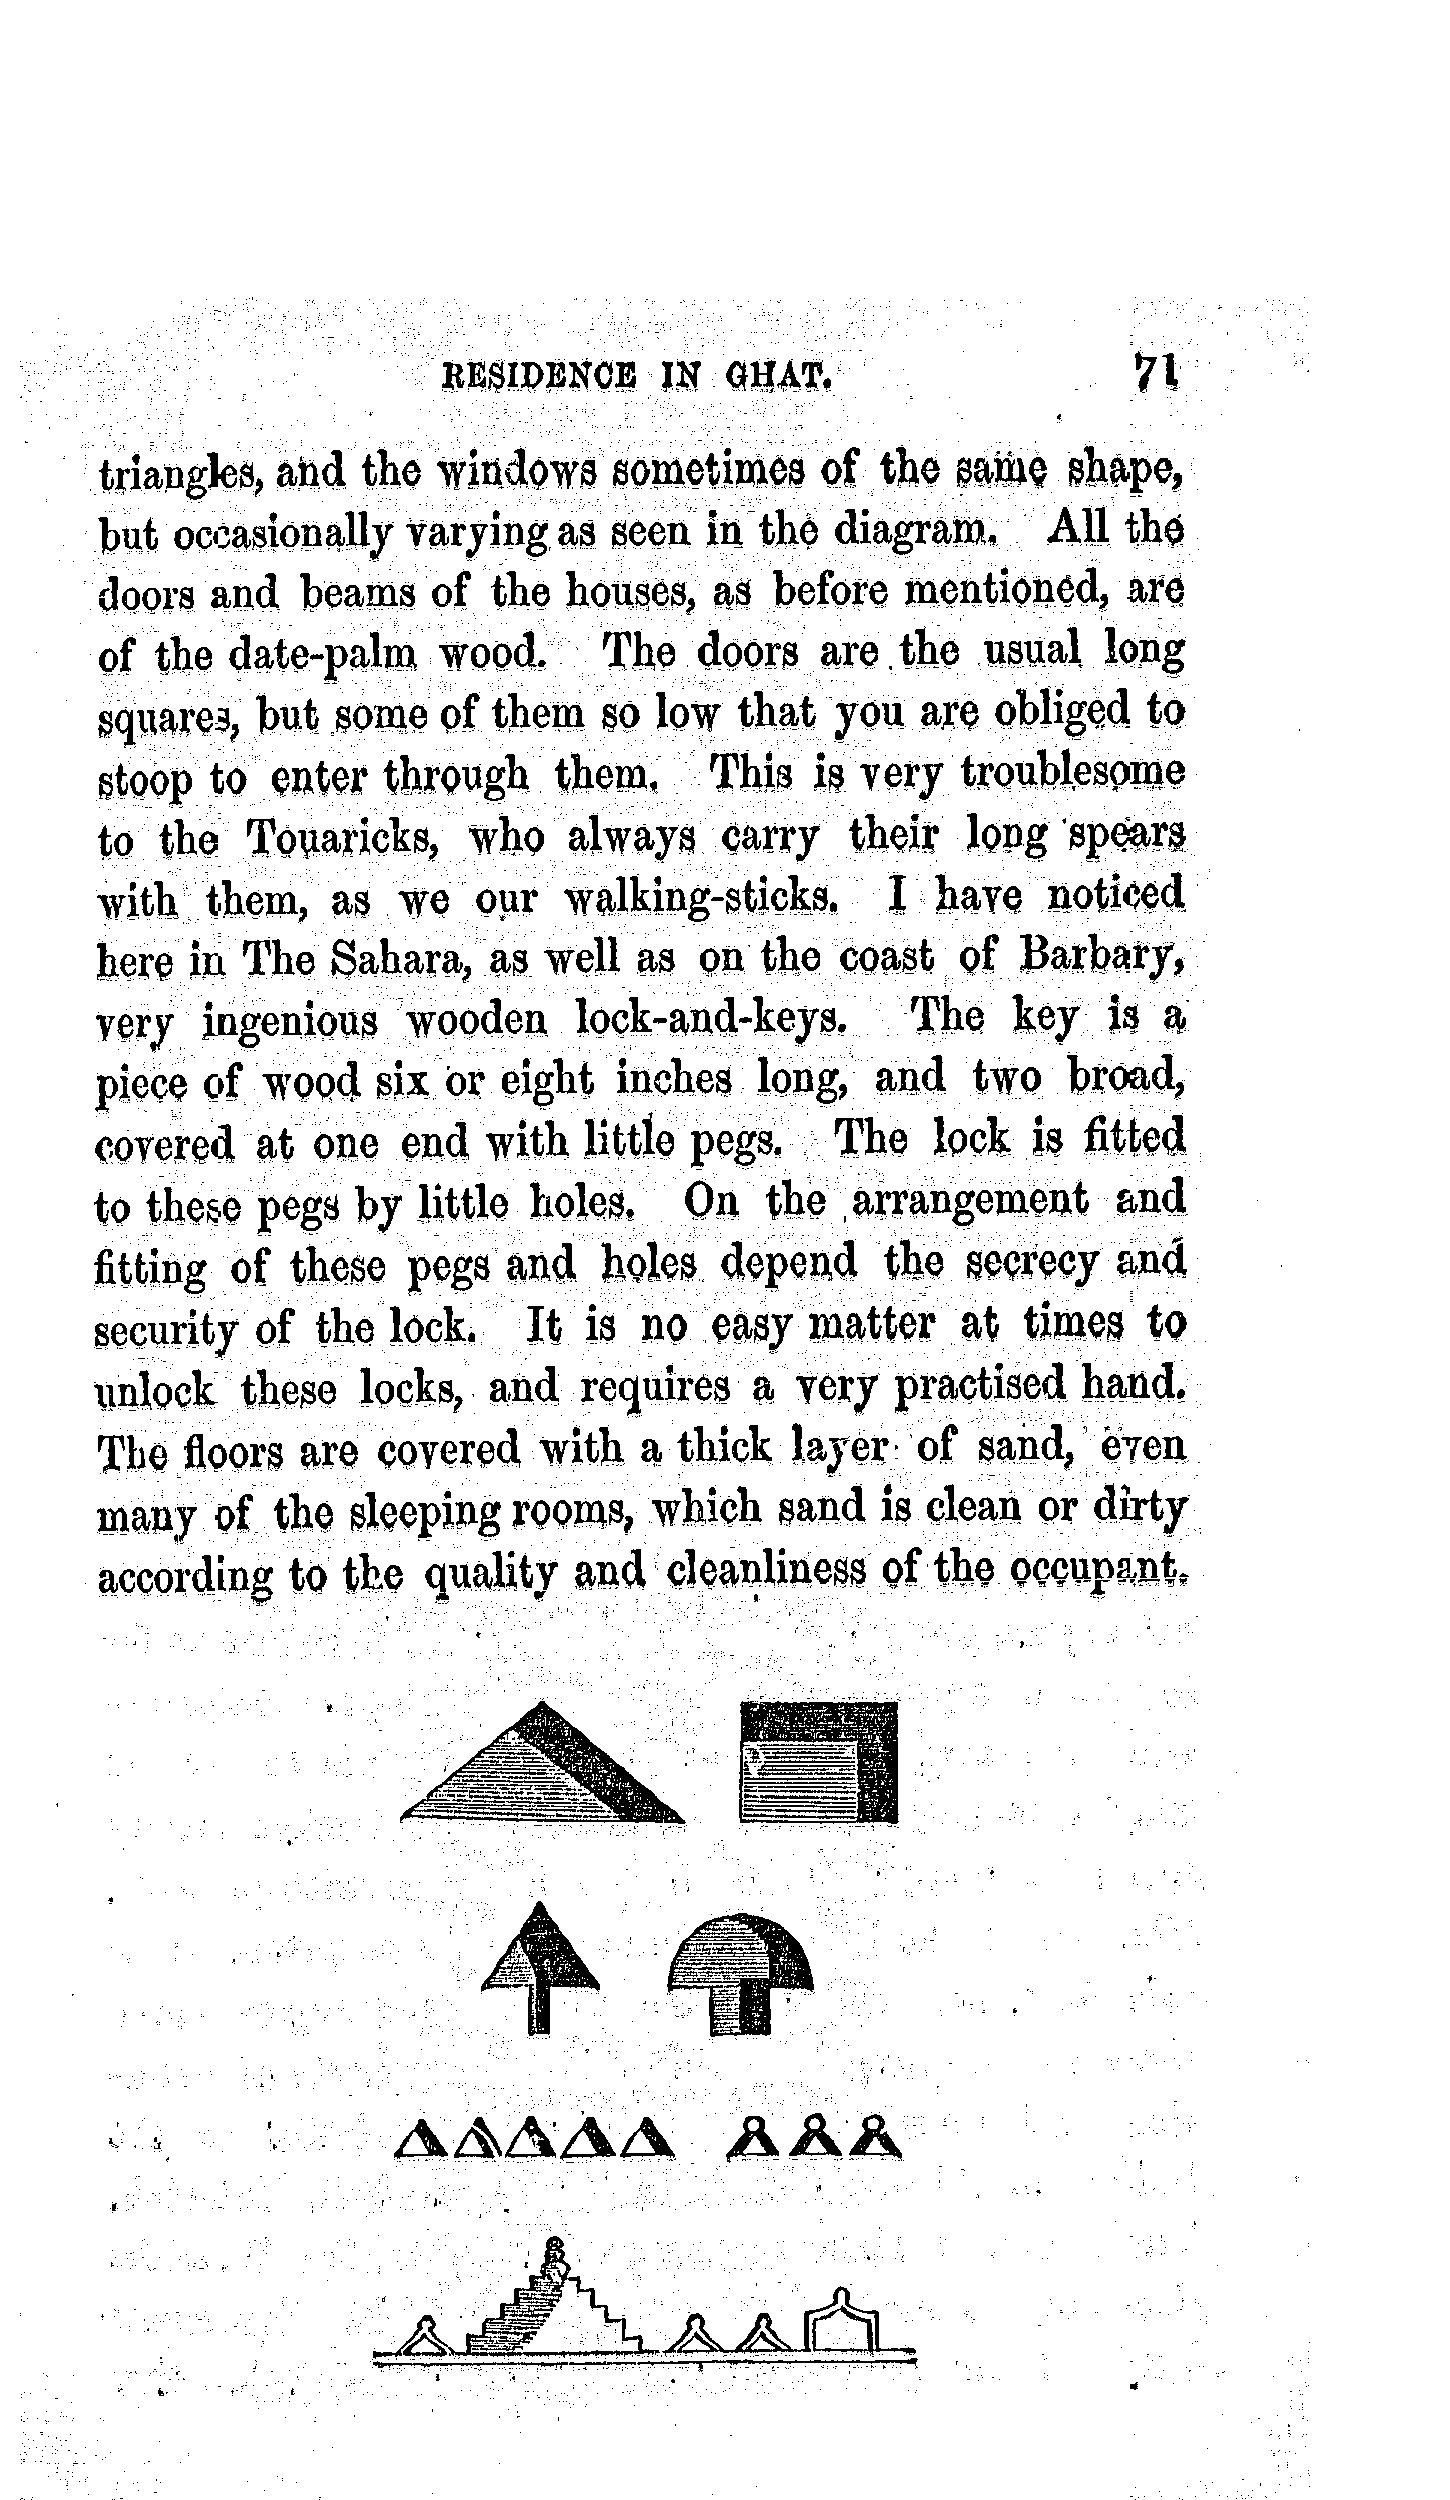 RESIDENCE IN GHAT. 71
triangles, and the windows sometimes of the same shape,
but occasionally varying as seen in the diagram. All the
doors and beams of the houses, as before mentioned, are
of the date-palm wood. The doors are the usual long
squares, but some of them so low that you are obliged to
stoop to enter through them. This is very troublesome
to the Touaricks, who always carry their long spears
with them, as we our walking-sticks. I have noticed
here in The Sahara, as well as on the coast of Barbary,
very ingenious wooden lock-and-keys. The key is a
piece of wood six or eight inches long, and two broad,
covered at one end with little pegs. The lock is fitted
to these pegs by little holes. On the arrangement and
fitting of these pegs and holes depend the secrecy and
security of the lock. It is no easy matter at times to
unlock these locks, and requires a very practised hand.
The floors are covered with a thick layer of sand, even
many of the sleeping rooms, which sand is clean or dirty
according to the quality and cleanliness of the occupant.